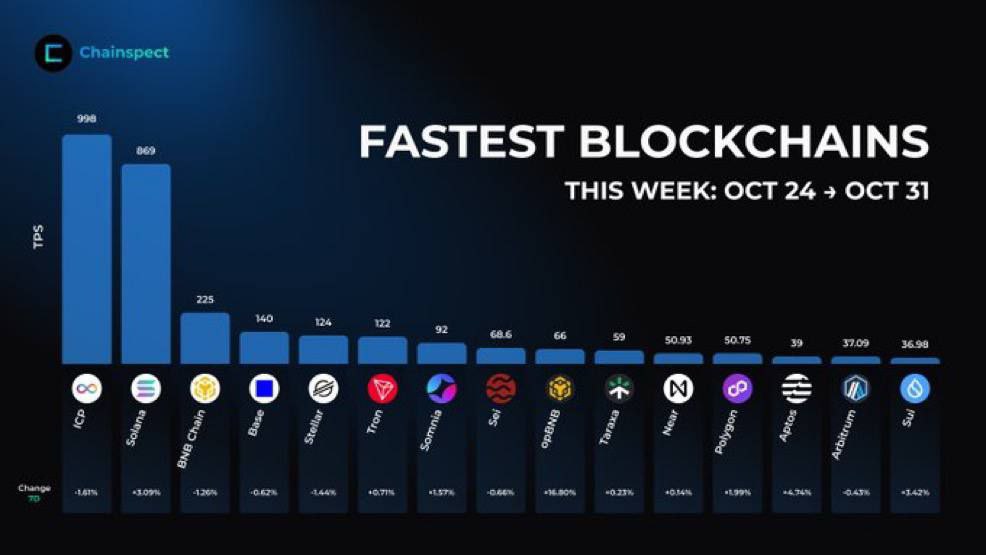 Chainspect
FASTEST BLOCKCHAINS
THIS WEEK: OCT 24 → OCT 31
TPS
998
869
225
140
124
122
92
68.6
66
59
50.93
50.75
39
37.09
36.98
ICP
Solana
BNB Chain
Base
Stellar
Tron
Somnia
Sei
opBNB
Taraxa
Near
Polygon
Aptos
Arbitrum
Sui
Change
7D
-1.61%
+3.09%
-1.26%
-0.62%
-1.44%
+0.71%
+1.57%
-0.66%
+16.80%
+0.23%
+0.14%
+1.99%
+4.74%
-0.43%
+3.42%